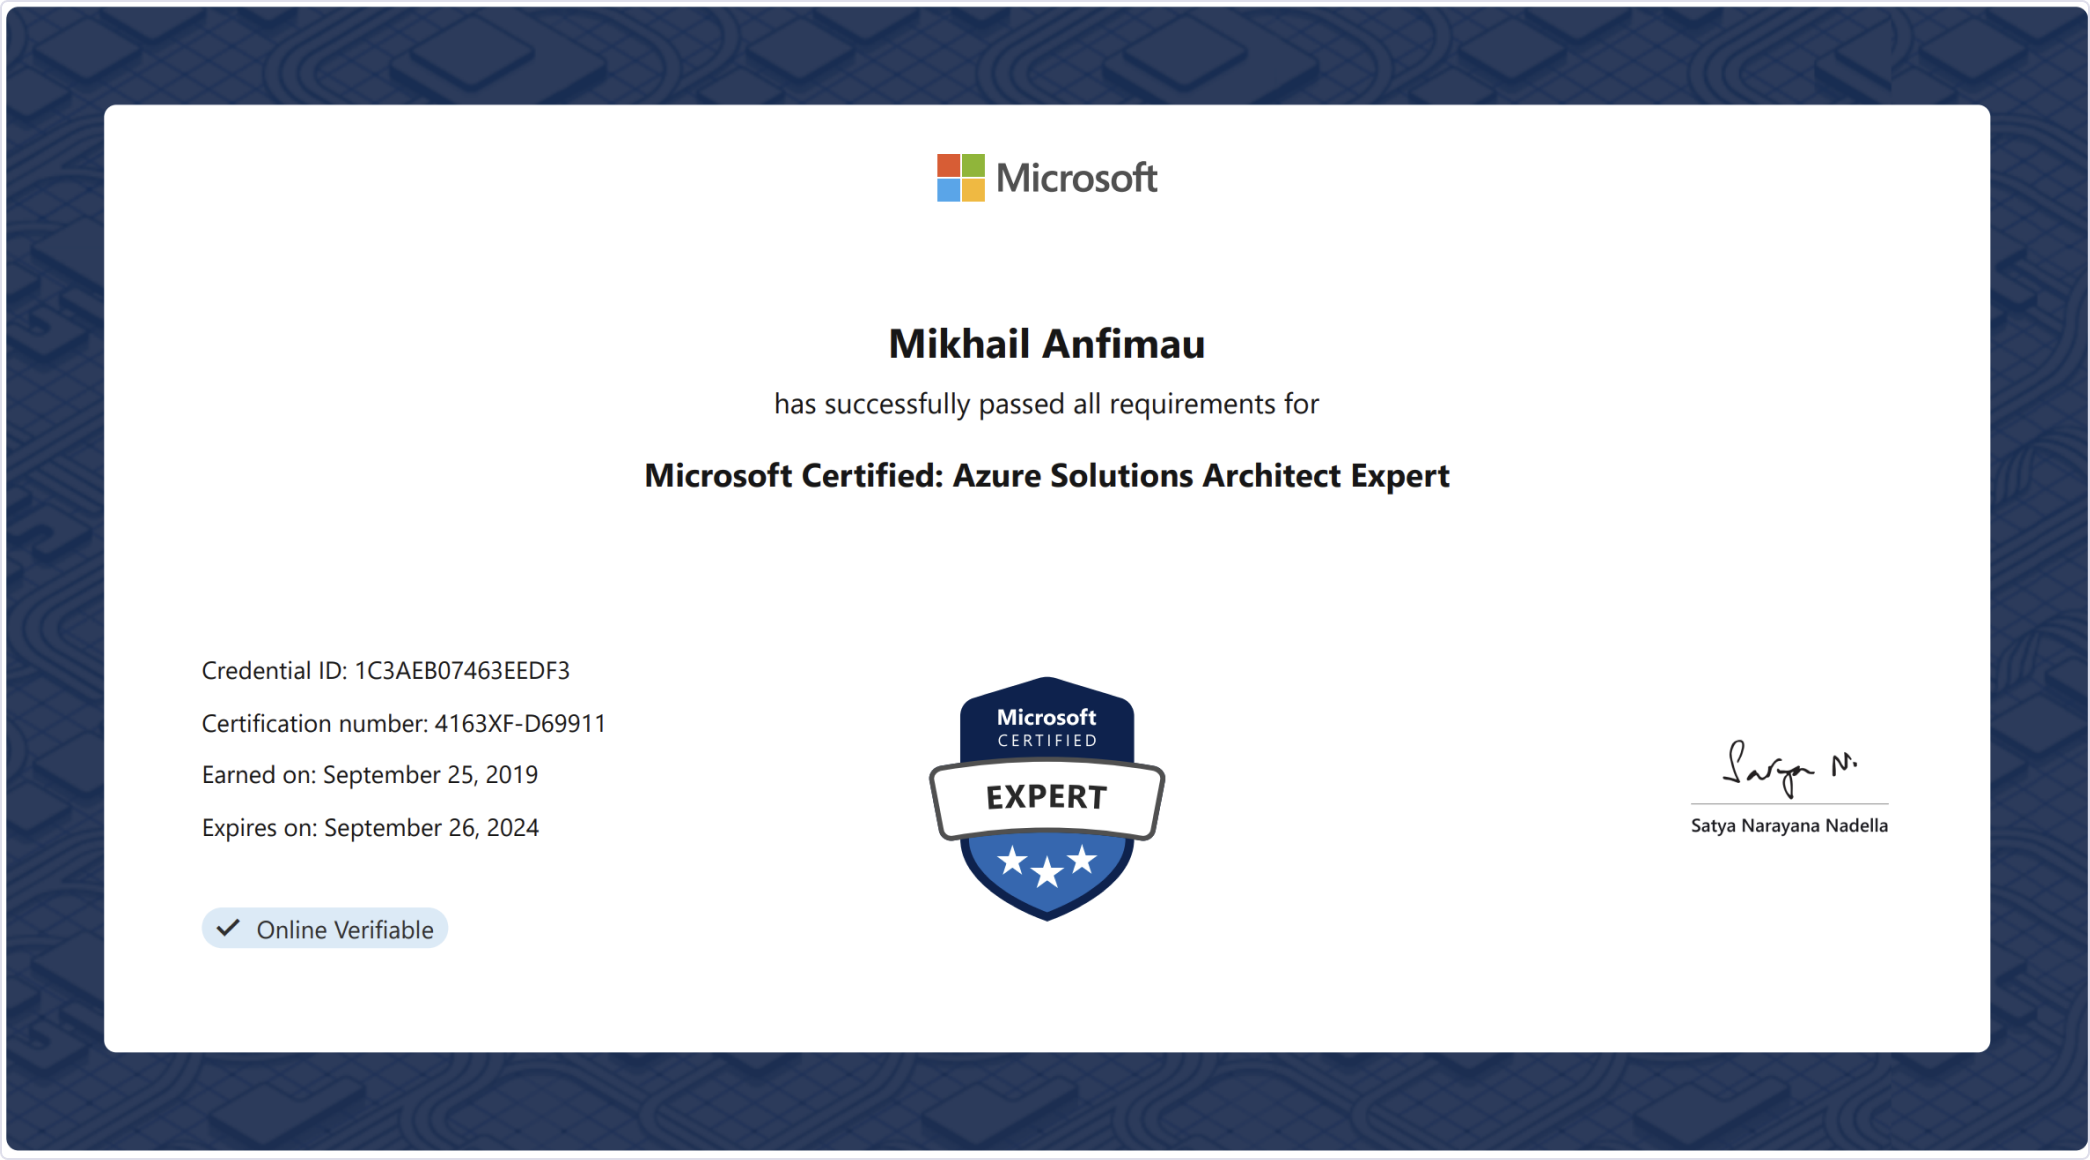 Microsoft
Mikhail Anfimau
has successfully passed all requirements for
Microsoft Certified: Azure Solutions Architect Expert
Credential ID: 1C3AEB07463EEDF3
Certification number: 4163XF-D69911
Earned on: September 25, 2019
Expires on: September 26, 2024
Online Verifiable
Microsoft
CERTIFIED
EXPERT
Satya N.
Satya Narayana Nadella